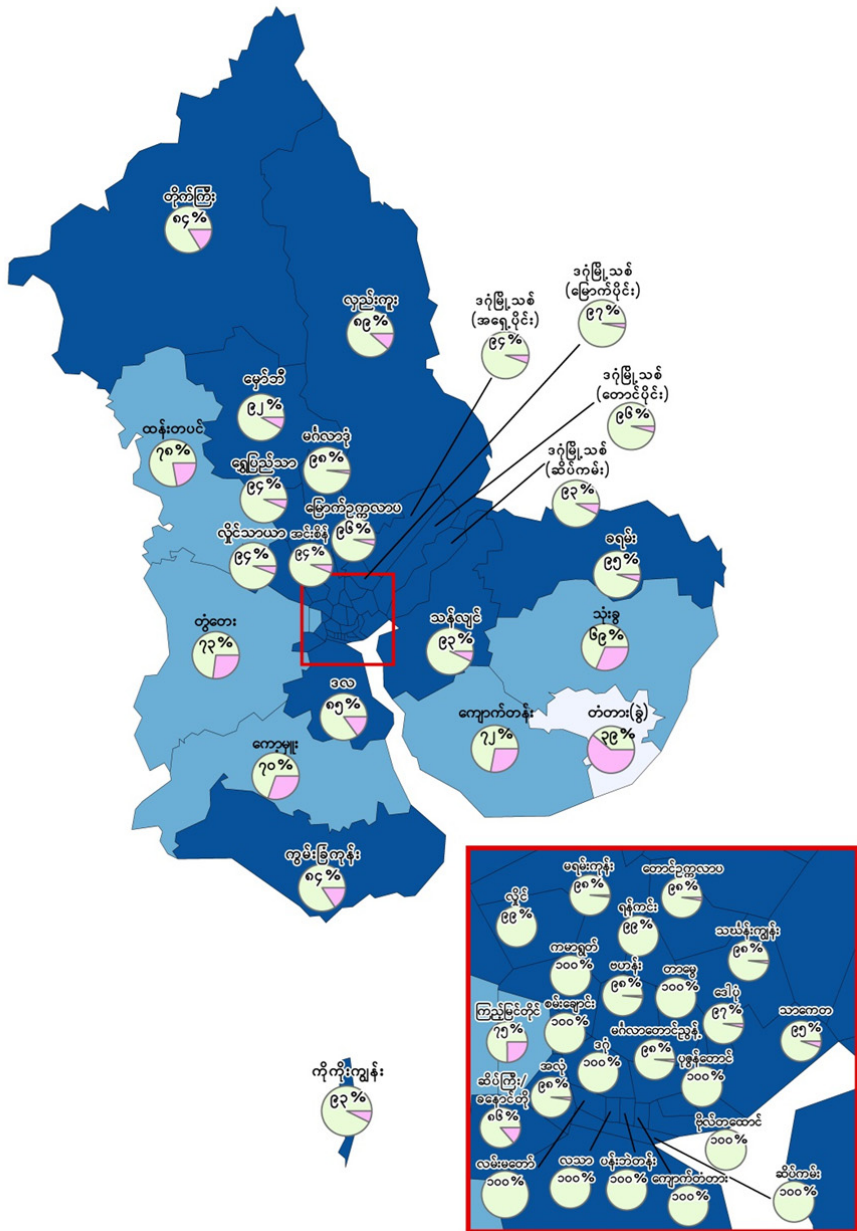 တိုက်ကြီး
၈၄%
လှည်းကူး
၈၉%
ဒဂုံမြို့သစ်
(အရှေ့ပိုင်း)
၉၄%
ဒဂုံမြို့သစ်
(မြောက်ပိုင်း)
၉၇%
ဒဂုံမြို့သစ်
(တောင်ပိုင်း)
၉၆%
ဒဂုံမြို့သစ်
(ဆိပ်ကမ်း)
၉၃%
မှော်ဘီ
၉၂%
ထန်းတပင်
၇၈%
မင်္ဂလာဒုံ
၉၈%
ရွှေပြည်သာ
၉၄%
မြောက်ဥက္ကလာပ
၉၆%
လှိုင်သာယာ
၉၄%
အင်းစိန်
၉၄%
ခရမ်း
၉၅%
သုံးခွ
၆၉%
သန်လျင်
၉၃%
တွံတေး
၇၃%
ဒလ
၈၅%
ကျောက်တန်း
၇၂%
တံတား(ခွဲ)
၃၉%
ကော့မှူး
၇၀%
ကွမ်းခြံကုန်း
၈၄%
ကိုကိုးကျွန်း
၉၃%
မရမ်းကုန်း
၉၈%
တောင်ဥက္ကလာပ
၉၈%
လှိုင်
၉၉%
ရန်ကင်း
၉၉%
သင်္ဃန်းကျွန်း
၉၈%
ကမာရွတ်
၁၀၀%
ဗဟန်း
၉၈%
တာမွေ
၁၀၀%
ဒေါပုံ
၉၇%
သာကေတ
၉၅%
ကြည့်မြင်တိုင်
၇၅%
စမ်းချောင်း
၁၀၀%
မင်္ဂလာတောင်ညွန့်
၉၈%
ဒဂုံ
၁၀၀%
ပုဇွန်တောင်
၁၀၀%
အလုံ
၉၈%
ဆိပ်ကြီး/
ခနောင်တို
၈၆%
ဗိုလ်တထောင်
၁၀၀%
လမ်းမတော်
၁၀၀%
လသာ
၁၀၀%
ပန်းဘဲတန်း
၁၀၀%
ကျောက်တံတား
၁၀၀%
ဆိပ်ကမ်း
၁၀၀%